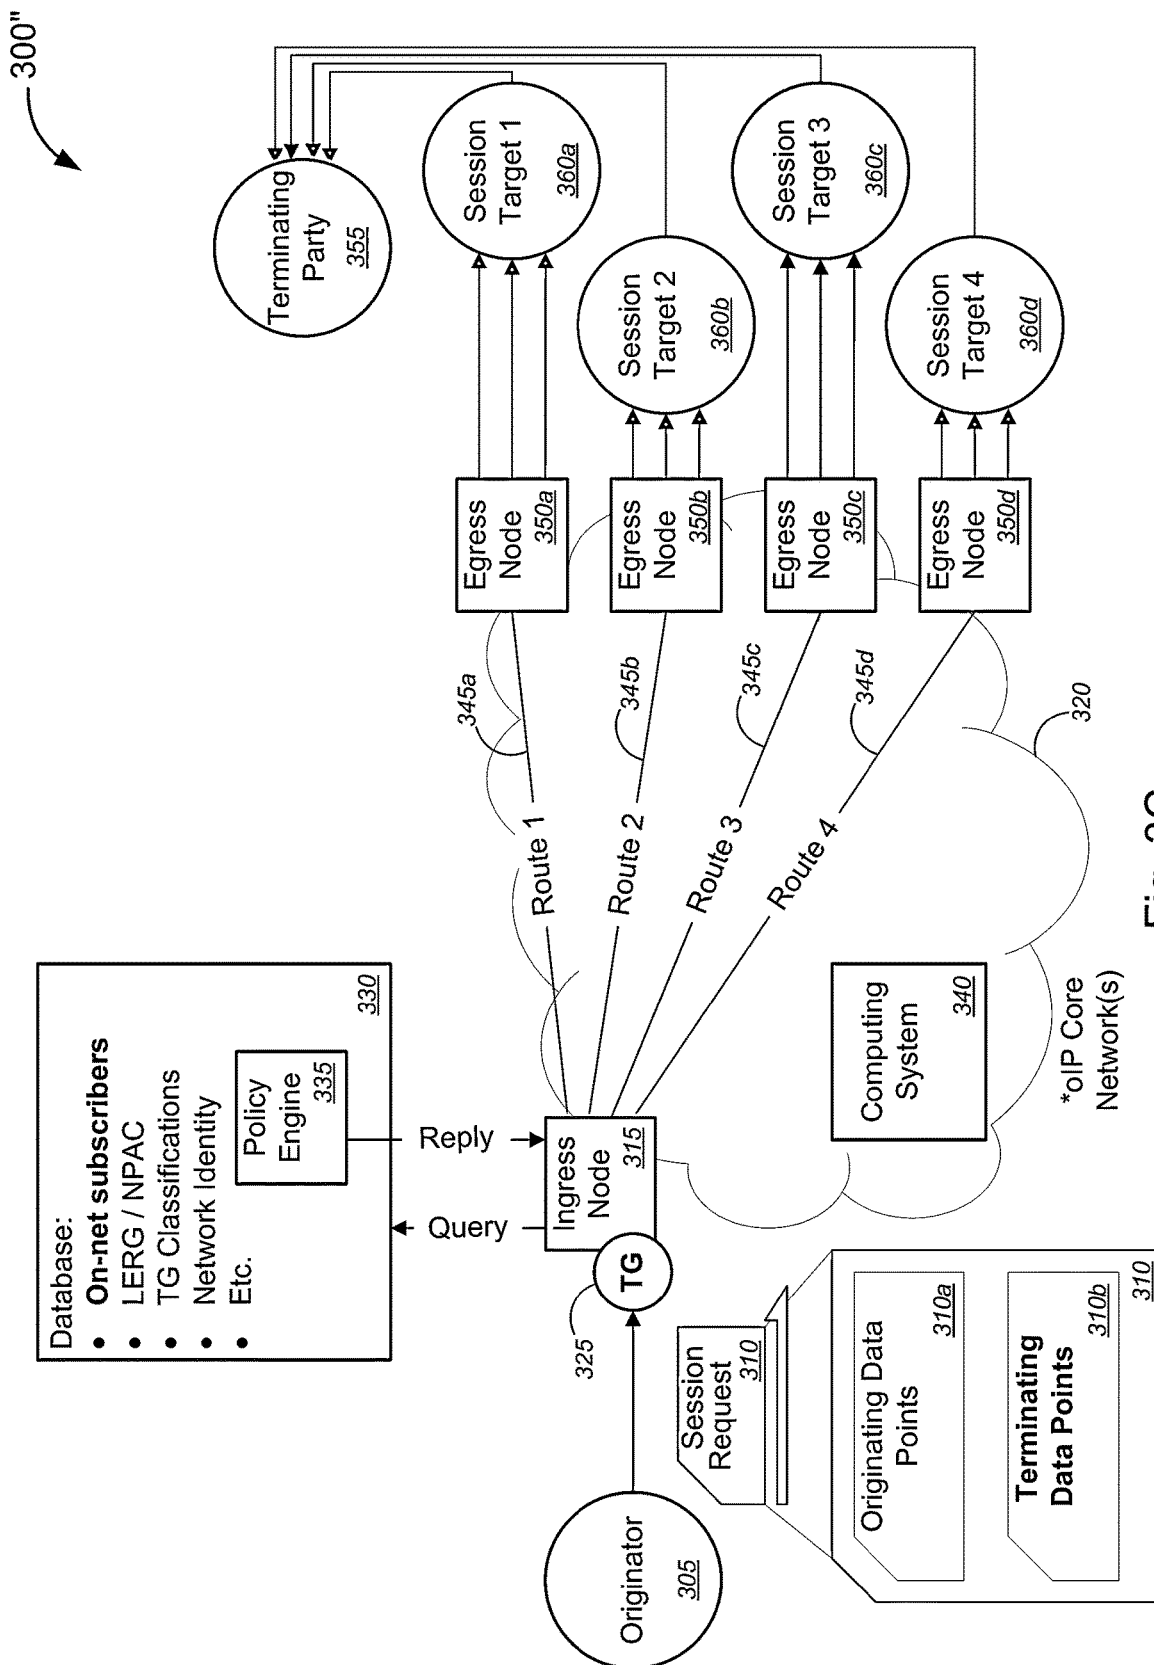 300"
Database:
• On-net subscribers
• LERG / NPAC
• TG Classifications
• Network Identity
• Etc.
Policy
Engine
335
330
Query
Reply
Originator
305
325
TG
Ingress
Node
315
Session
Request
310
Originating Data
Points
310a
Terminating
Data Points
310b
310
Computing
System
340
*oIP Core
Network(s)
320
Route 1
Route 2
Route 3
Route 4
345a
345b
345c
345d
Egress
Node
350a
Egress
Node
350b
Egress
Node
350c
Egress
Node
350d
Session
Target 1
360a
Session
Target 2
360b
Session
Target 3
360c
Session
Target 4
360d
Terminating
Party
355